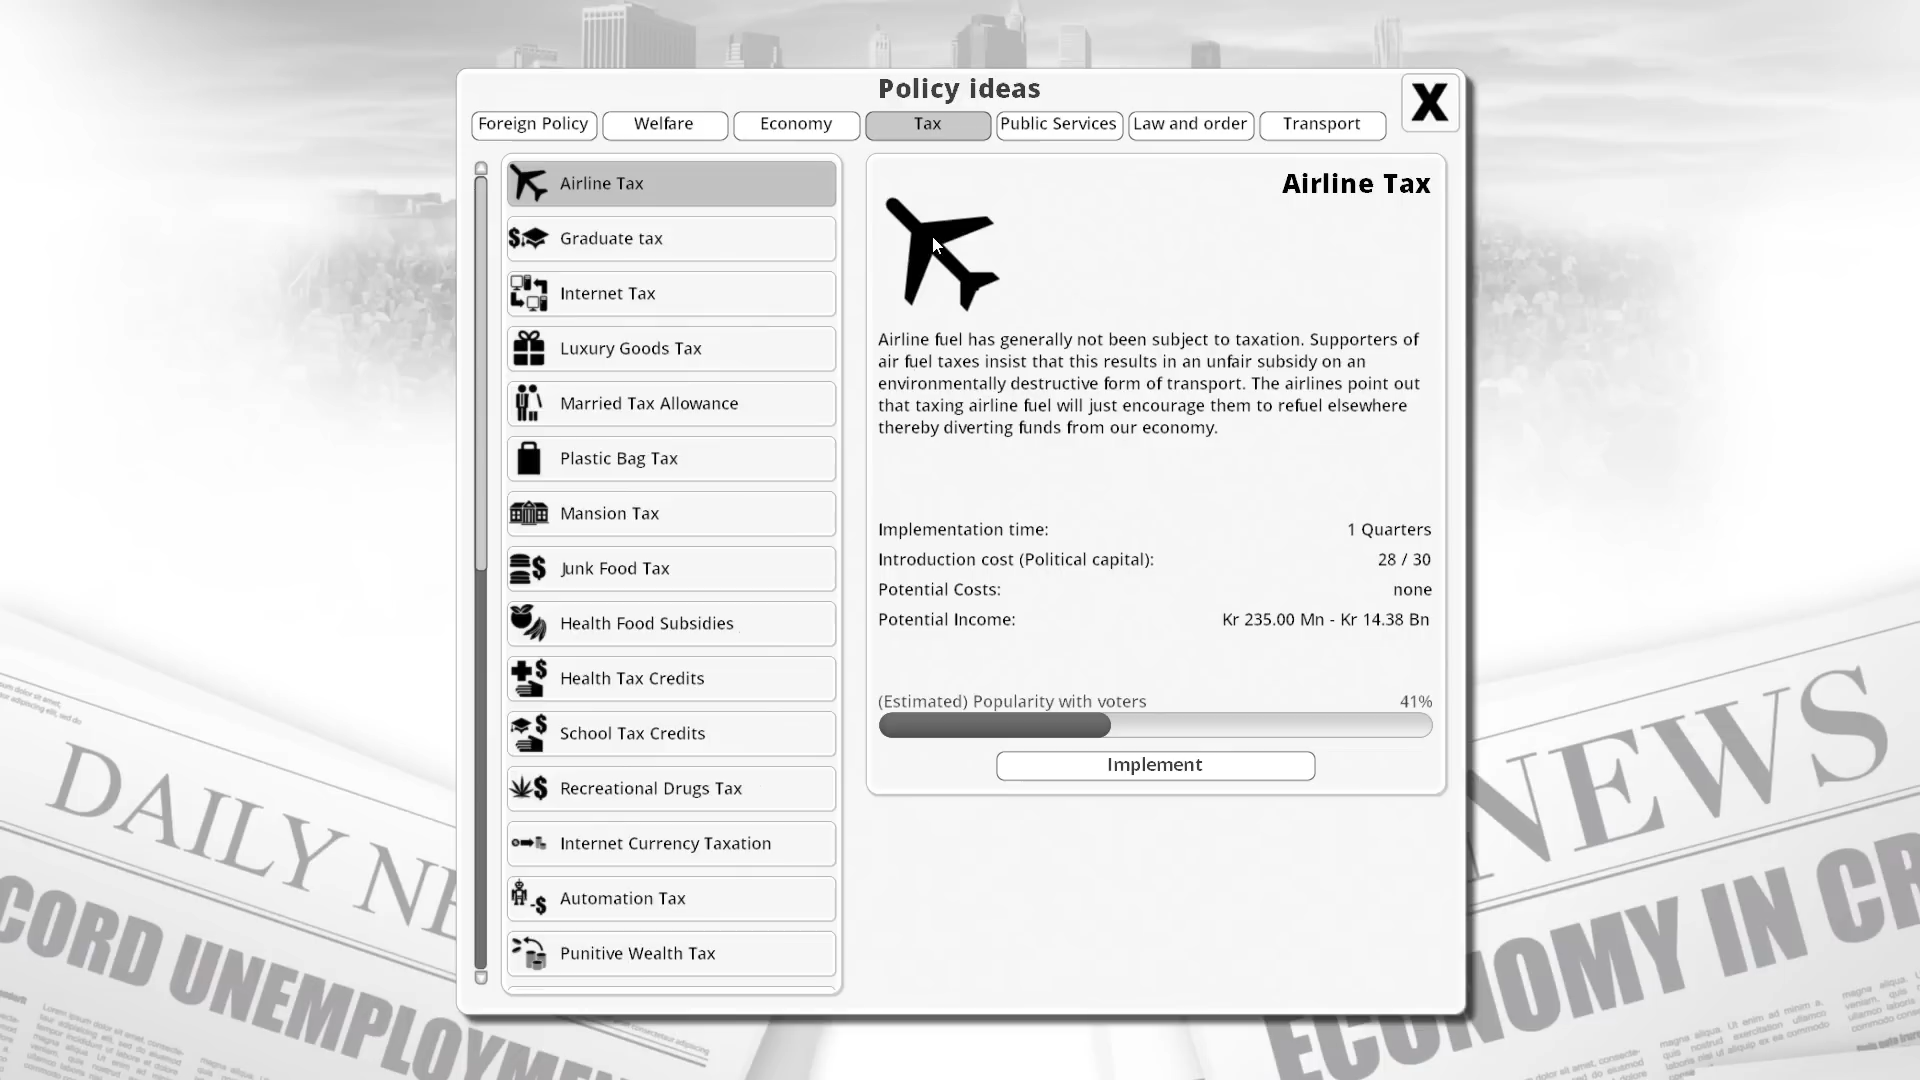 Policy ideas
X
Foreign Policy
Welfare
Economy
Tax
Public Services
Law and order
Transport
Airline Tax
Graduate tax
Internet Tax
Luxury Goods Tax
Married Tax Allowance
Plastic Bag Tax
Mansion Tax
Junk Food Tax
Health Food Subsidies
Health Tax Credits
School Tax Credits
Recreational Drugs Tax
Internet Currency Taxation
Automation Tax
Punitive Wealth Tax
Airline Tax
Airline fuel has generally not been subject to taxation. Supporters of
air fuel taxes insist that this results in an unfair subsidy on an
environmentally destructive form of transport. The airlines point out
that taxing airline fuel will just encourage them to refuel elsewhere
thereby diverting funds from our economy.
Implementation time: 1 Quarters
Introduction cost (Political capital): 28 / 30
Potential Costs: none
Potential Income: Kr 235.00 Mn - Kr 14.38 Bn
(Estimated) Popularity with voters 41%
Implement
DAILY NE
CORD UNEMPLOYME
NEWS
ECONOMY IN CR